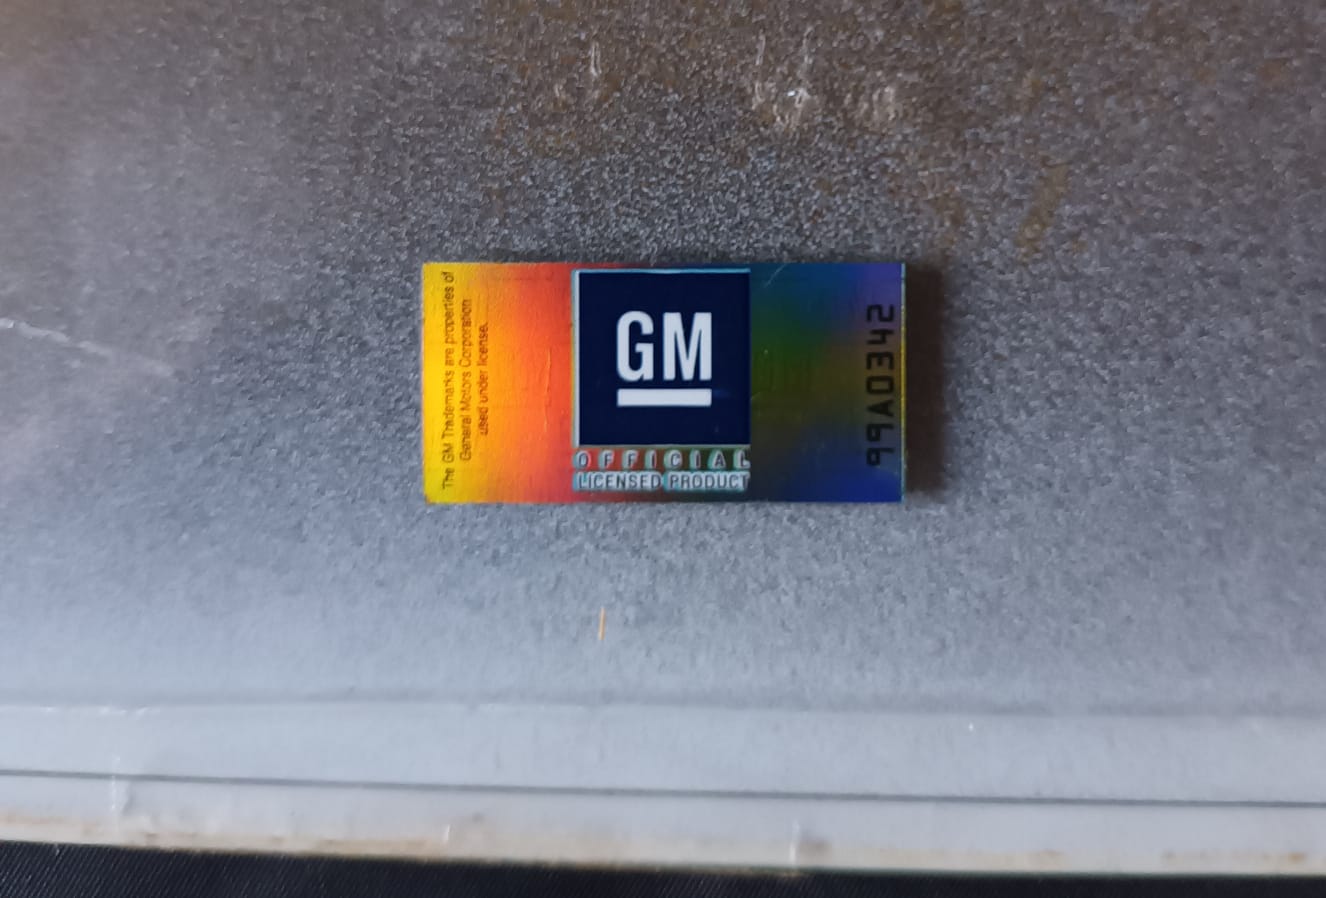 The GM Trademarks are properties of
General Motors Corporation
used under license.
GM
OFFICIAL
LICENSED PRODUCT
99A0342